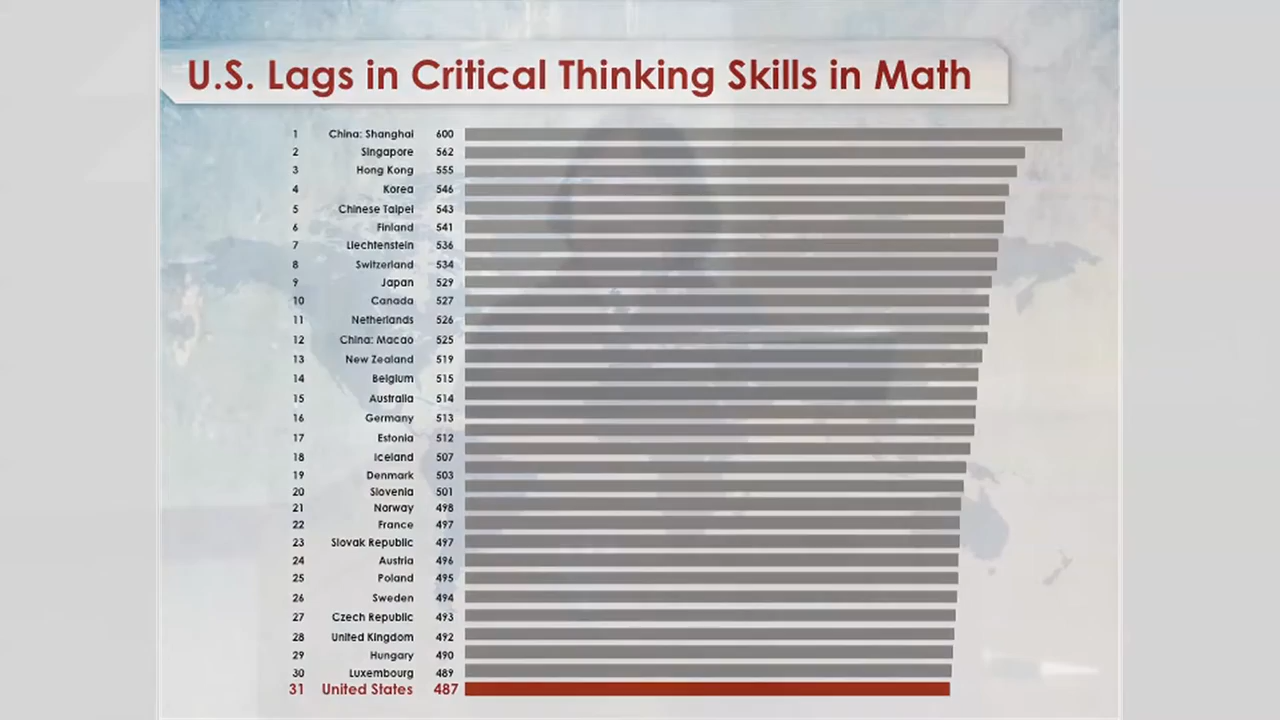 U.S. Lags in Critical Thinking Skills in Math
1 China: Shanghai 600
2 Singapore 562
3 Hong Kong 555
4 Korea 546
5 Chinese Taipei 543
6 Finland 541
7 Liechtenstein 536
8 Switzerland 534
9 Japan 529
10 Canada 527
11 Netherlands 526
12 China: Macao 525
13 New Zealand 519
14 Belgium 515
15 Australia 514
16 Germany 513
17 Estonia 512
18 Iceland 507
19 Denmark 503
20 Slovenia 501
21 Norway 498
22 France 497
23 Slovak Republic 497
24 Austria 496
25 Poland 495
26 Sweden 494
27 Czech Republic 493
28 United Kingdom 492
29 Hungary 490
30 Luxembourg 489
31 United States 487